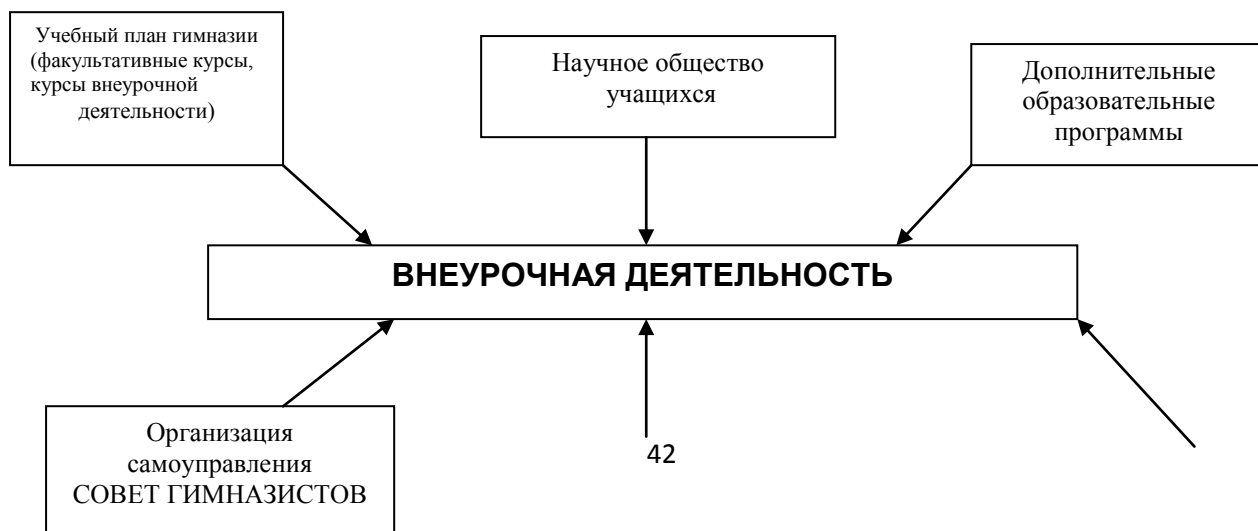 Учебный план гимназии
(факультативные курсы,
курсы внеурочной
деятельности)
Научное общество
учащихся
Дополнительные
образовательные
программы
ВНЕУРОЧНАЯ ДЕЯТЕЛЬНОСТЬ
Организация
самоуправления
СОВЕТ ГИМНАЗИСТОВ
42